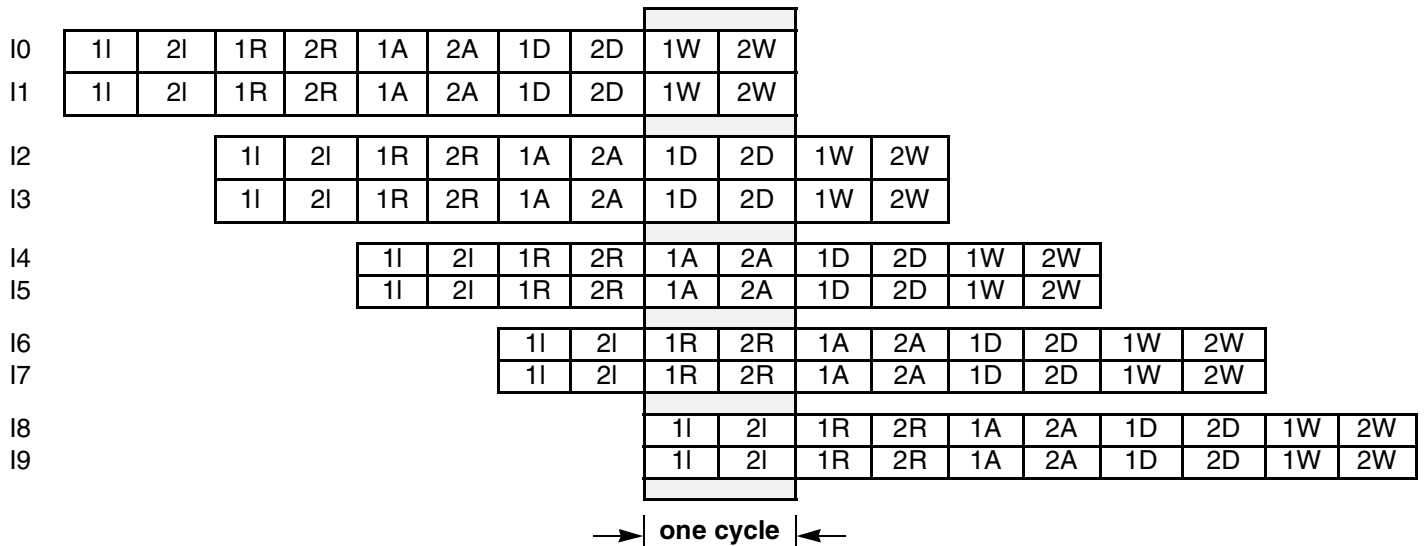 I0 1I 2I 1R 2R 1A 2A 1D 2D 1W 2W
I1 1I 2I 1R 2R 1A 2A 1D 2D 1W 2W
I2 1I 2I 1R 2R 1A 2A 1D 2D 1W 2W
I3 1I 2I 1R 2R 1A 2A 1D 2D 1W 2W
I4 1I 2I 1R 2R 1A 2A 1D 2D 1W 2W
I5 1I 2I 1R 2R 1A 2A 1D 2D 1W 2W
I6 1I 2I 1R 2R 1A 2A 1D 2D 1W 2W
I7 1I 2I 1R 2R 1A 2A 1D 2D 1W 2W
I8 1I 2I 1R 2R 1A 2A 1D 2D 1W 2W
I9 1I 2I 1R 2R 1A 2A 1D 2D 1W 2W
one cycle